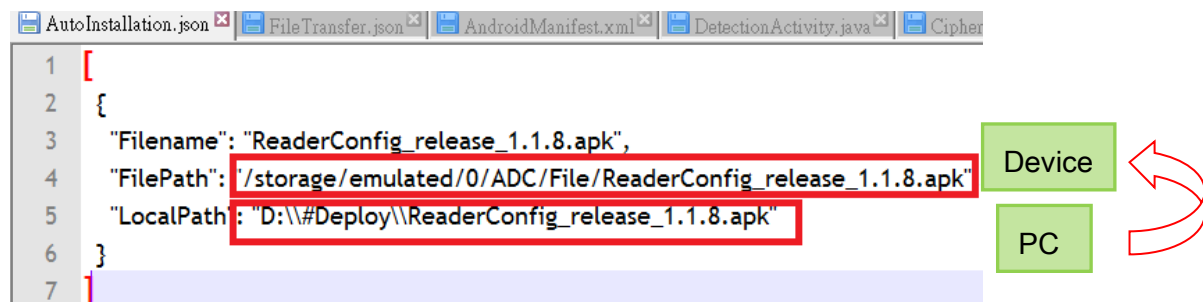 AutoInstallation.json FileTransfer.json AndroidManifest.xml DetectionActivity.java Cipher
1 [
2 {
3 "Filename": "ReaderConfig_release_1.1.8.apk",
4 "FilePath": "/storage/emulated/0/ADC/File/ReaderConfig_release_1.1.8.apk"
Device
5 "LocalPath": "D:\\#Deploy\\ReaderConfig_release_1.1.8.apk"
PC
6 }
7 ]